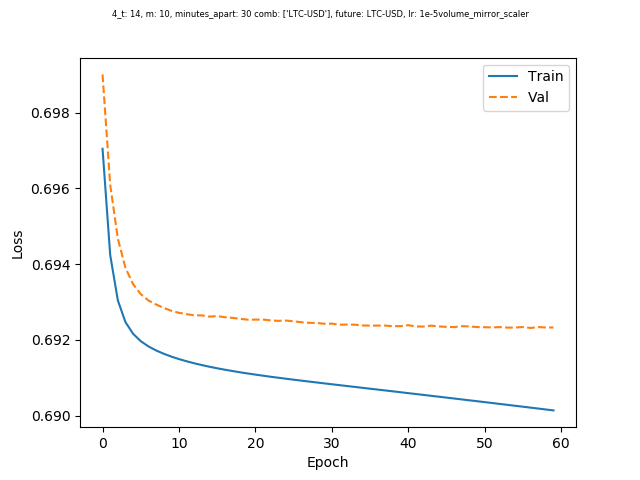 4_t: 14, m: 10, minutes_apart: 30 comb: ['LTC-USD'], future: LTC-USD, lr: 1e-5volume_mirror_scaler
Train
Val
0.698
0.696
0.694
0.692
0.690
Loss
0 10 20 30 40 50 60
Epoch